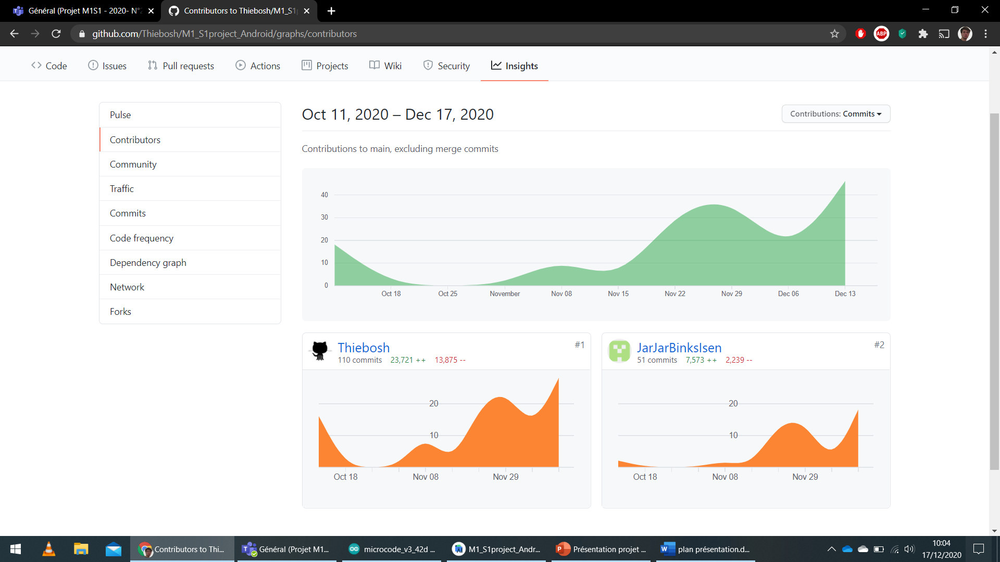 Général (Projet M1S1 - 2020- N°2
Contributors to Thiebosh/M1_S1p
github.com/Thiebosh/M1_S1project_Android/graphs/contributors
ABP
Code
Issues
Pull requests
Actions
Projects
Wiki
Security
Insights
Pulse
Contributors
Community
Traffic
Commits
Code frequency
Dependency graph
Network
Forks
Oct 11, 2020 – Dec 17, 2020
Contributions: Commits
Contributions to main, excluding merge commits
40
30
20
10
0
Oct 18 Oct 25 November Nov 08 Nov 15 Nov 22 Nov 29 Dec 06 Dec 13
Thiebosh
#1
110 commits 23,721 ++ 13,875 --
20
10
Oct 18 Nov 08 Nov 29
JarJarBinksIsen
#2
51 commits 7,573 ++ 2,239 --
20
10
Oct 18 Nov 08 Nov 29
Contributors to Thi...
Général (Projet M1...
microcode_v3_42d ...
M1_S1project_Andr...
Présentation projet ...
plan présentation.d...
10:04
17/12/2020